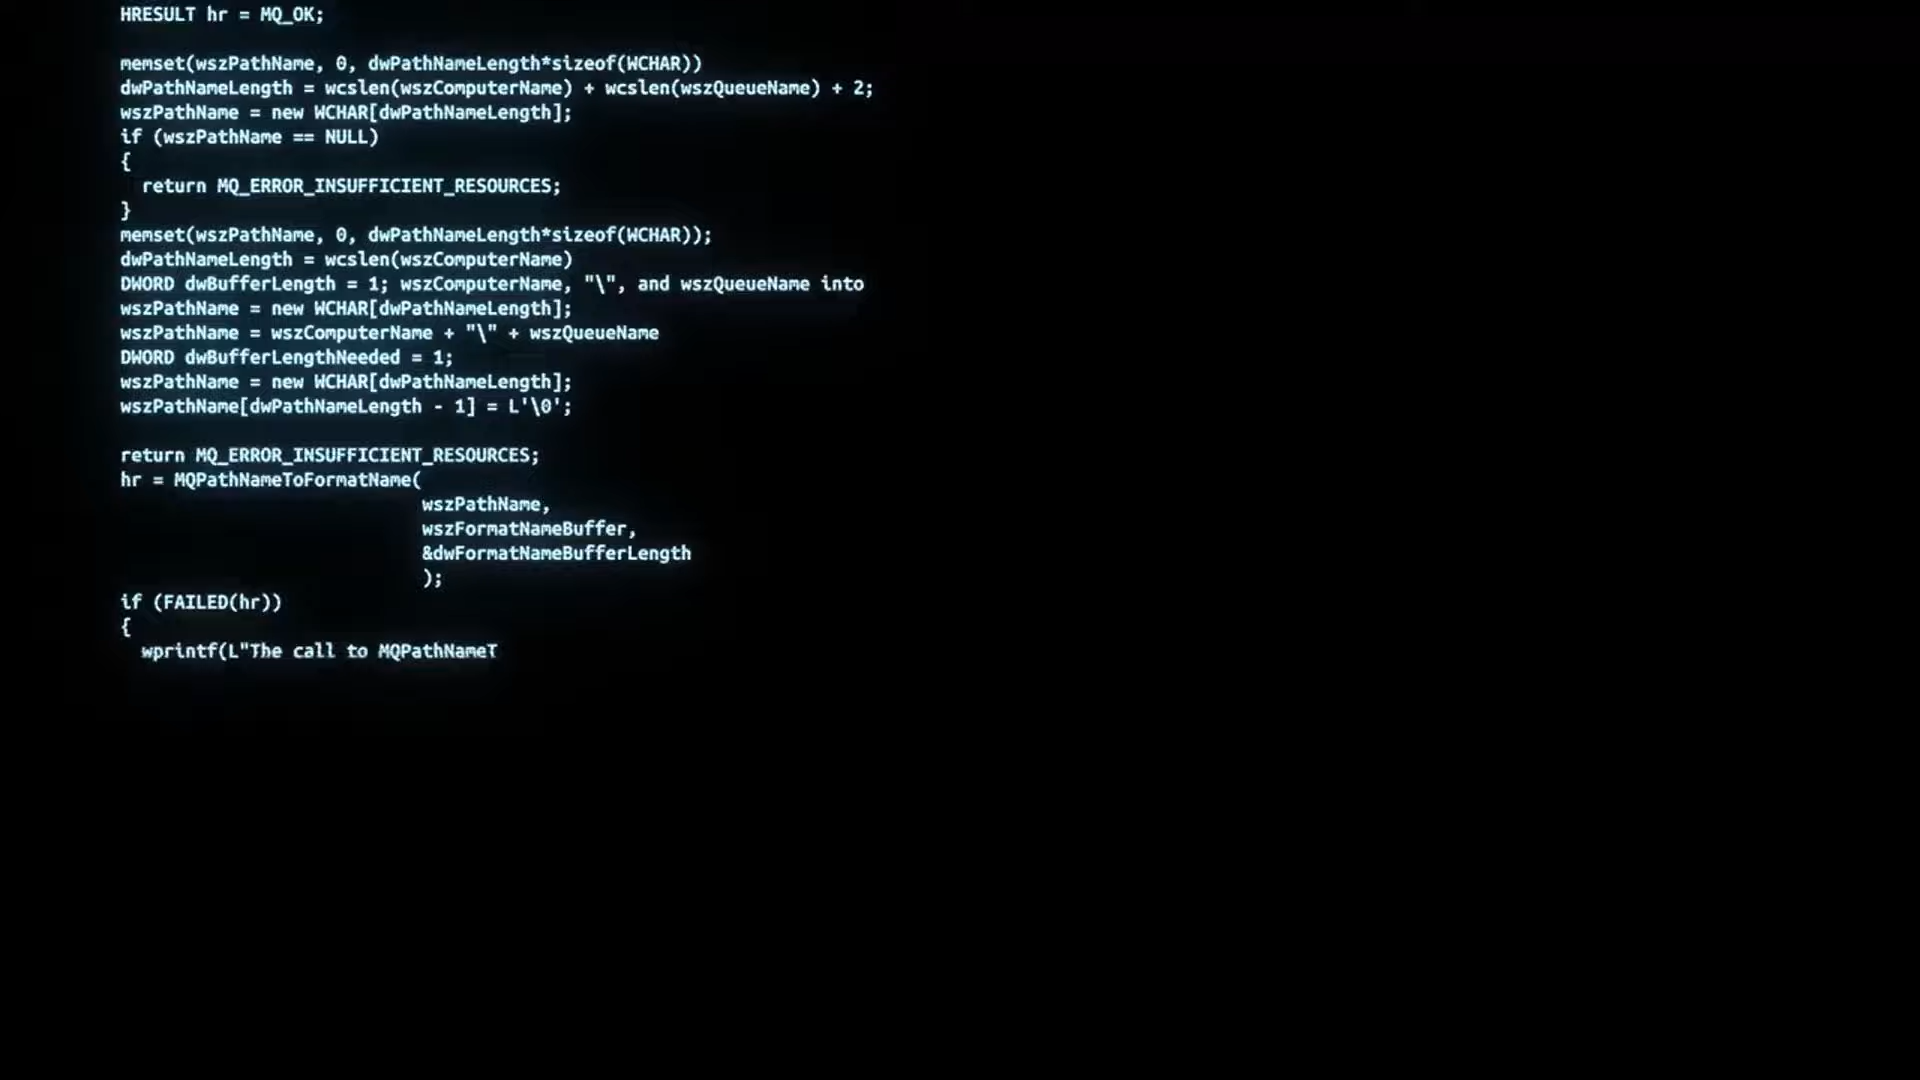 HRESULT hr = MQ_OK;
memset(wszPathName, 0, dwPathNameLength*sizeof(WCHAR))
dwPathNameLength = wcslen(wszComputerName) + wcslen(wszQueueName) + 2;
wszPathName = new WCHAR[dwPathNameLength];
if (wszPathName == NULL)
{
  return MQ_ERROR_INSUFFICIENT_RESOURCES;
}
memset(wszPathName, 0, dwPathNameLength*sizeof(WCHAR));
dwPathNameLength = wcslen(wszComputerName)
DWORD dwBufferLength = 1; wszComputerName, "\", and wszQueueName into
wszPathName = new WCHAR[dwPathNameLength];
wszPathName = wszComputerName + "\" + wszQueueName
DWORD dwBufferLengthNeeded = 1;
wszPathName = new WCHAR[dwPathNameLength];
wszPathName[dwPathNameLength - 1] = L'\0';
return MQ_ERROR_INSUFFICIENT_RESOURCES;
hr = MQPathNameToFormatName(
wszPathName,
wszFormatNameBuffer,
&dwFormatNameBufferLength
);
if (FAILED(hr))
{
  wprintf(L"The call to MQPathNameT